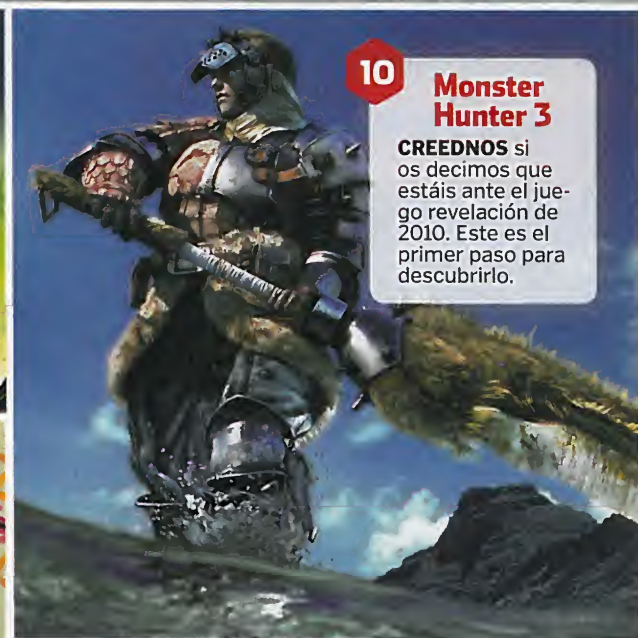 10
Monster
Hunter 3
CREEDNOS si
os decimos que
estáis ante el jue-
go revelación de
2010. Este es el
primer paso para
descubrirlo.